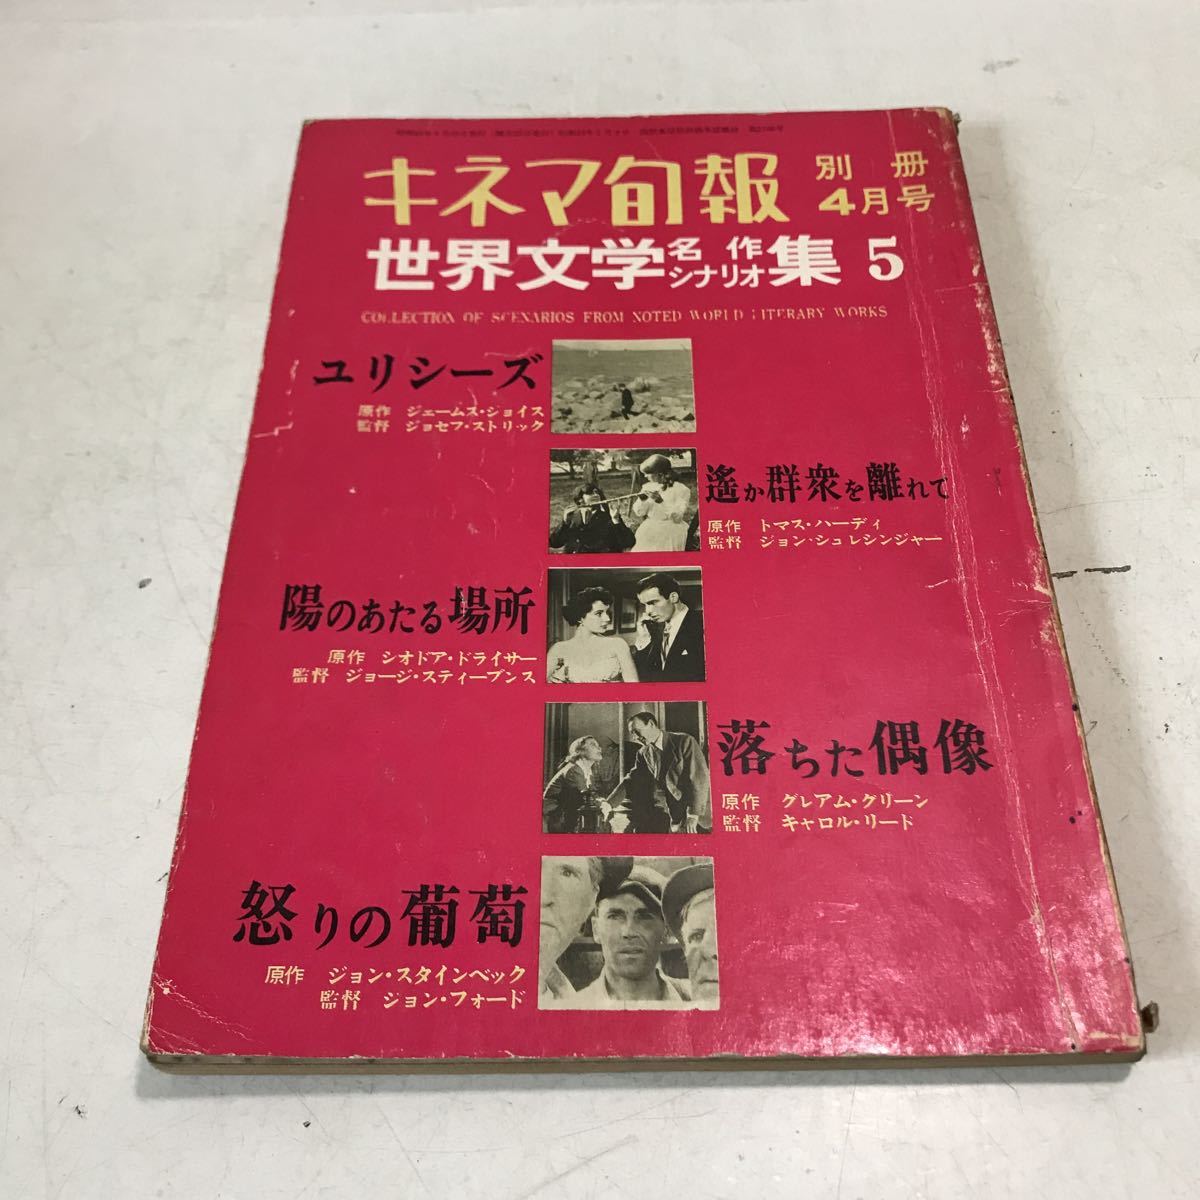 キネマ旬報 別冊
4月号
世界文学名作シナリオ集 5
COLLECTION OF SCENARIOS FROM NOTED WORLD LITERARY WORKS
ユリシーズ
原作 ジェームス・ジョイス
監督 ジョセフ・ストリック
遙か群衆を離れて
原作 トマス・ハーディ
監督 ジョン・シュレシンジャー
陽のあたる場所
原作 シオドア・ドライサー
監督 ジョージ・スティーブンス
落ちた偶像
原作 グレアム・グリーン
監督 キャロル・リード
怒りの葡萄
原作 ジョン・スタインベック
監督 ジョン・フォード